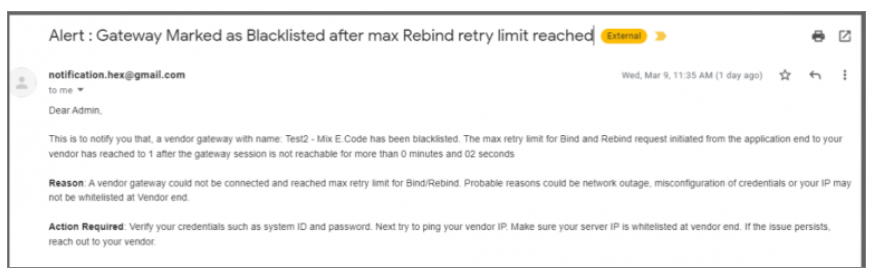 Alert : Gateway Marked as Blacklisted after max Rebind retry limit reached External
notification.hex@gmail.com Wed, Mar 9, 11:35 AM (1 day ago)
to me
Dear Admin,
This is to notify you that, a vendor gateway with name: Test2 - Mix E.Code has been blacklisted. The max retry limit for Bind and Rebind request initiated from the application end to your
vendor has reached to 1 after the gateway session is not reachable for more than 0 minutes and 02 seconds
Reason: A vendor gateway could not be connected and reached max retry limit for Bind/Rebind. Probable reasons could be network outage, misconfiguration of credentials or your IP may
not be whitelisted at Vendor end.
Action Required: Verify your credentials such as system ID and password. Next try to ping your vendor IP. Make sure your server IP is whitelisted at vendor end. If the issue persists,
reach out to your vendor.